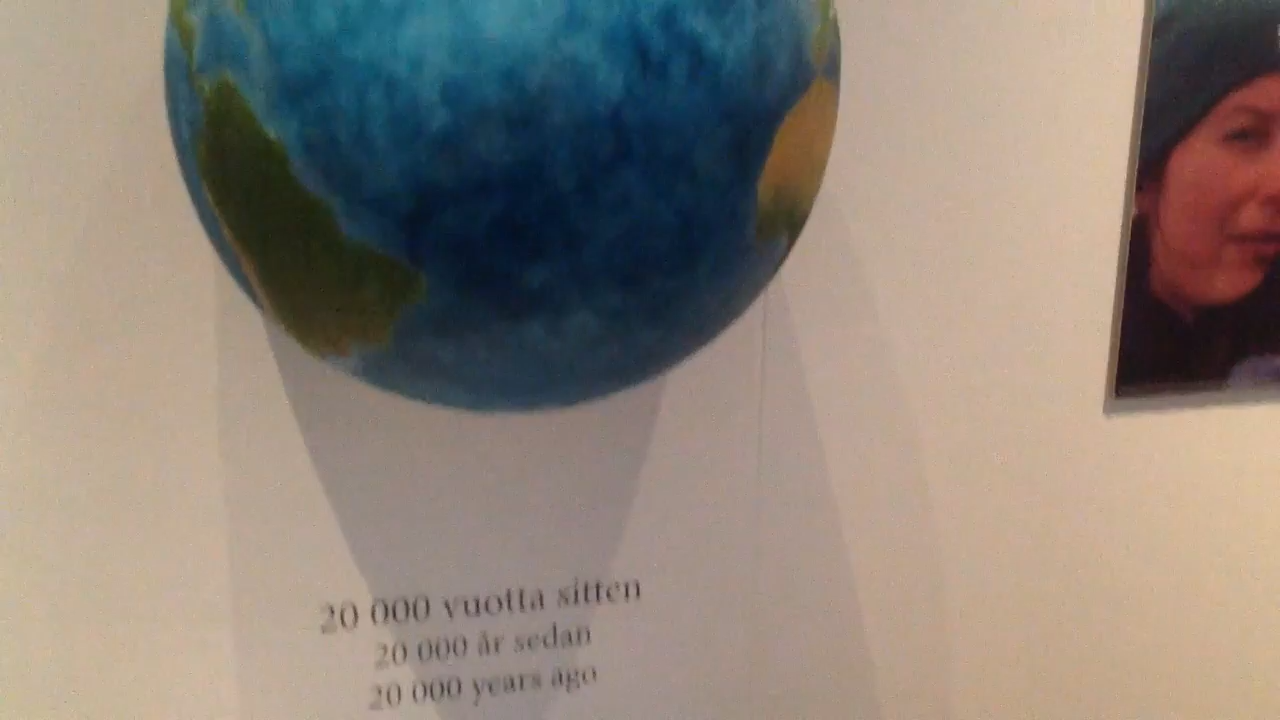 20 000 vuotta sitten
20 000 år sedan
20 000 years ago